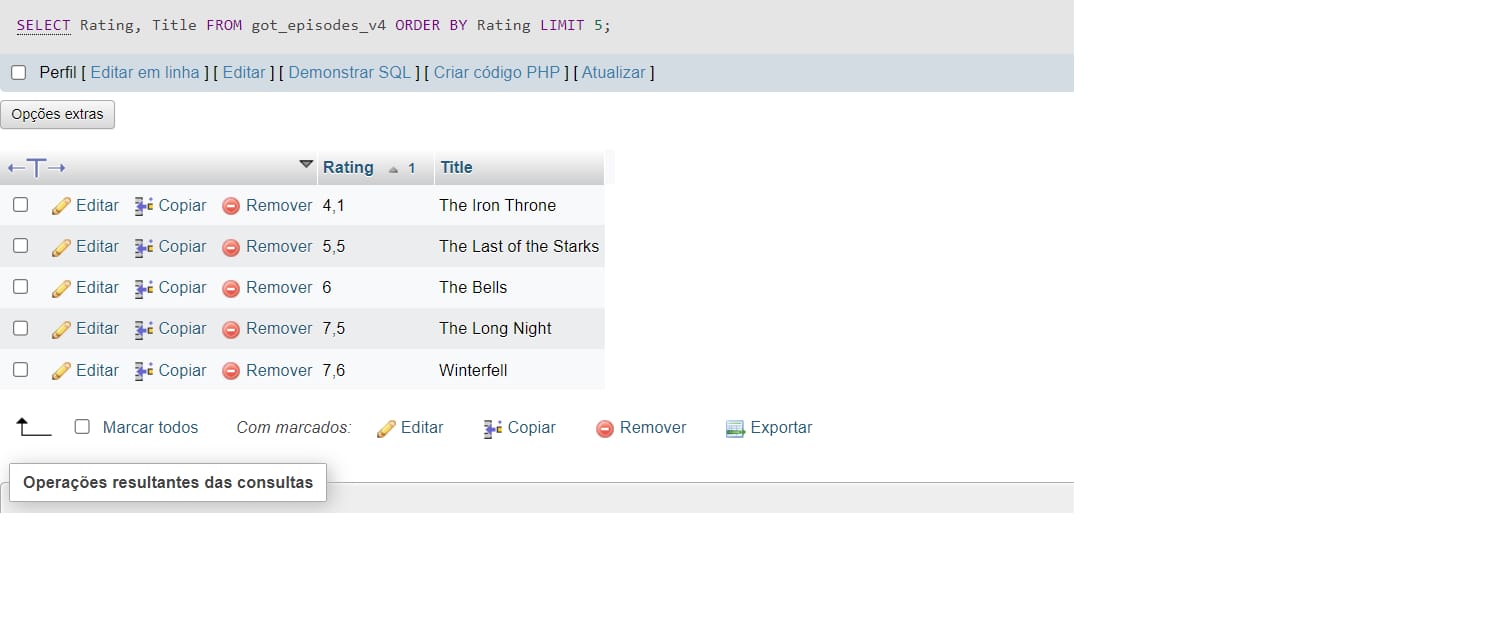 SELECT Rating, Title FROM got_episodes_v4 ORDER BY Rating LIMIT 5;
Perfil [ Editar em linha ] [ Editar ] [ Demonstrar SQL ] [ Criar código PHP ] [ Atualizar ]
Opções extras
←T→ Rating 1 Title
Editar Copiar Remover 4,1 The Iron Throne
Editar Copiar Remover 5,5 The Last of the Starks
Editar Copiar Remover 6 The Bells
Editar Copiar Remover 7,5 The Long Night
Editar Copiar Remover 7,6 Winterfell
Marcar todos Com marcados: Editar Copiar Remover Exportar
Operações resultantes das consultas